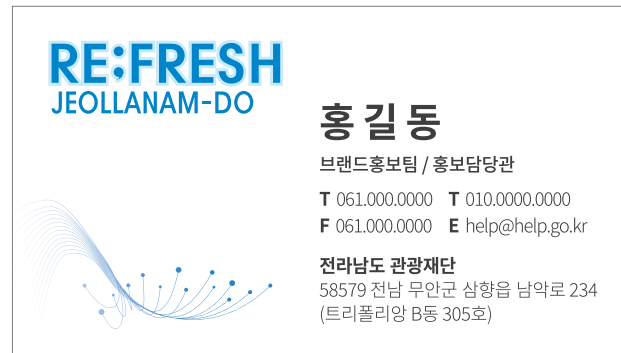 RE;FRESH
JEOLLANAM-DO
홍길동
브랜드홍보팀 / 홍보담당관
T 061.000.0000 T 010.0000.0000
F 061.000.0000 E help@help.go.kr
전라남도 관광재단
58579 전남 무안군 삼향읍 남악로 234
(트리폴리앙 B동 305호)